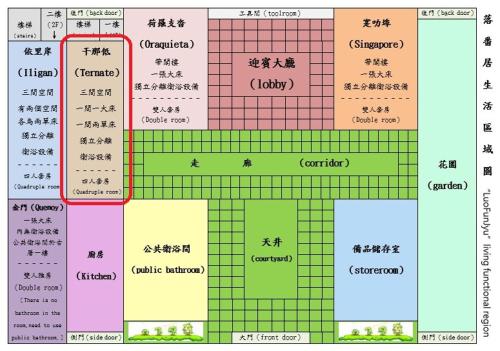 樓梯
(stairs)
二樓
(2F)
↓
後門(back door)
樓梯
一樓
工具間 (toolroom)
後門(back door)
依里岸
(Iligan)
三間空間
有兩個空間
各為兩單床
獨立分離
衛浴設備
四人套房
(Quadruple room)
干那低
(Ternate)
三間空間
一間一大床
一間兩單床
獨立分離
衛浴設備
四人套房
(Quadruple room)
荷羅支沓
(Oraquieta)
帶閣樓
一張大床
獨立分離衛浴設備
雙人套房
(Double room)
迎賓大廳
(lobby)
寔叻埠
(Singapore)
帶閣樓
一張大床
獨立分離衛浴設備
雙人套房
(Double room)
走 廊 (corridor)
花園
(garden)
金門(Quemoy)
一張大床
內無衛浴設備
公共衛浴間於古
厝一樓
雙人雅房
(Double room)
[There is no
bathroom in the
room,need to use
public bathroom.]
廚房
(Kitchen)
公共衛浴間
(public bathroom)
天井
(courtyard)
備品儲存室
(storeroom)
側門(side door)
大門(front door)
側門(side door)
落番居生活區域圖 "LuoFunJyu" living functional region